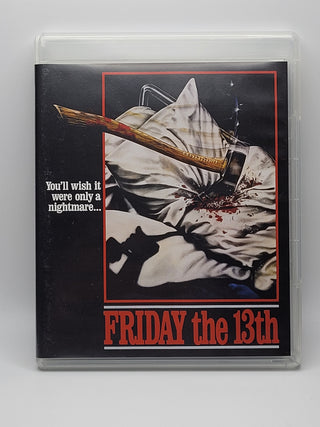 You'll wish it
were only a
nightmare...
FRIDAY the 13th